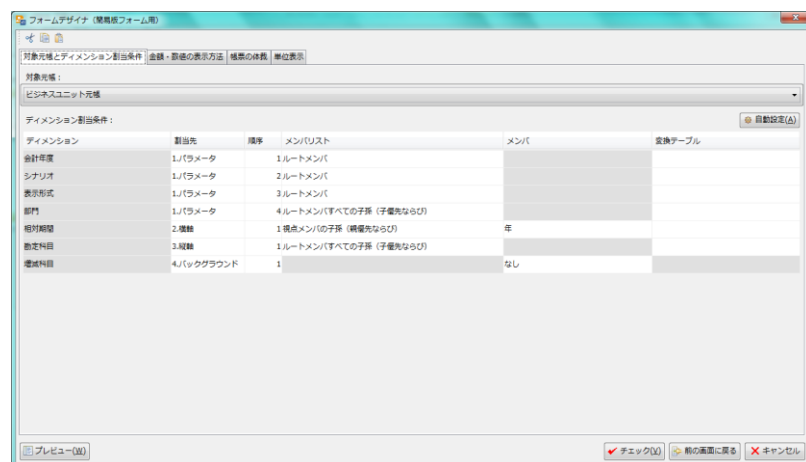 フォームデザイナ（簡易版フォーム用）
対象元帳とディメンション割当条件 金額・数値の表示方法 帳票の体裁 単位表示
対象元帳：
ビジネスユニット元帳
ディメンション割当条件： 自動設定(A)
ディメンション 割当先 順序 メンバリスト メンバ 変換テーブル
会計年度 1.パラメータ 1 ルートメンバ
シナリオ 1.パラメータ 2 ルートメンバ
表示形式 1.パラメータ 3 ルートメンバ
部門 1.パラメータ 4 ルートメンバすべての子孫（子優先ならび）
相対期間 2.横軸 1 視点メンバの子孫（親優先ならび） 年
勘定科目 3.縦軸 1 ルートメンバすべての子孫（子優先ならび）
増減科目 4.バックグラウンド 1 なし
プレビュー(W) チェック(V) 前の画面に戻る キャンセル